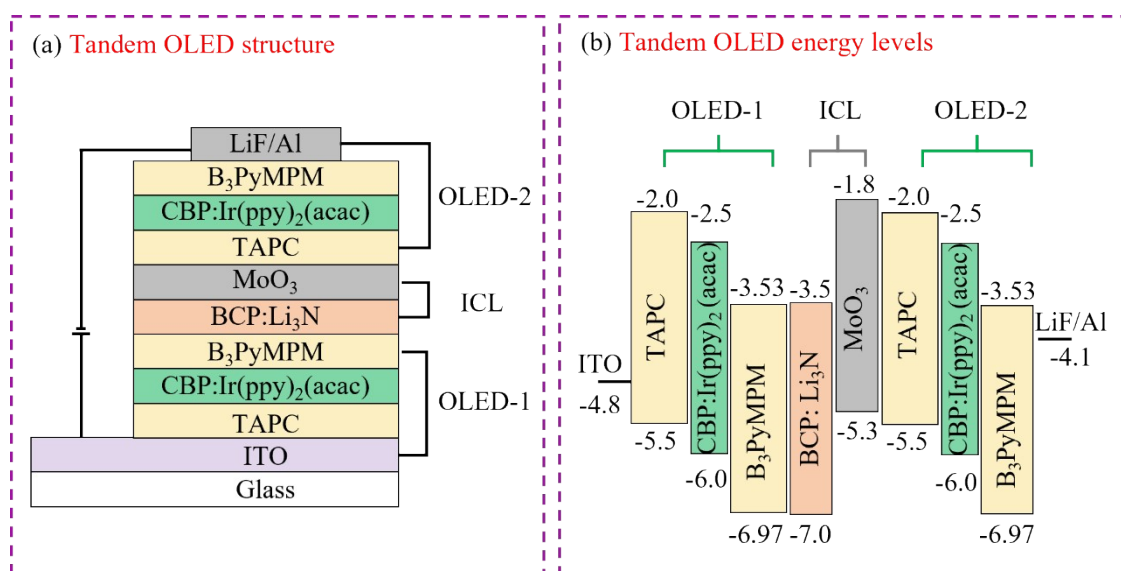 (a) Tandem OLED structure
LiF/Al
B₃PyMPM
CBP:Ir(ppy)₂(acac)
TAPC
MoO₃
BCP:Li₃N
B₃PyMPM
CBP:Ir(ppy)₂(acac)
TAPC
ITO
Glass
OLED-2
ICL
OLED-1
(b) Tandem OLED energy levels
OLED-1 ICL OLED-2
ITO
-4.8
-2.0
TAPC
-5.5
-2.5
CBP:Ir(ppy)₂(acac)
-6.0
-3.53
B₃PyMPM
-6.97
-3.5
BCP: Li₃N
-7.0
-1.8
MoO₃
-5.3
-2.0
TAPC
-5.5
-2.5
CBP:Ir(ppy)₂(acac)
-6.0
-3.53
B₃PyMPM
-6.97
LiF/Al
-4.1